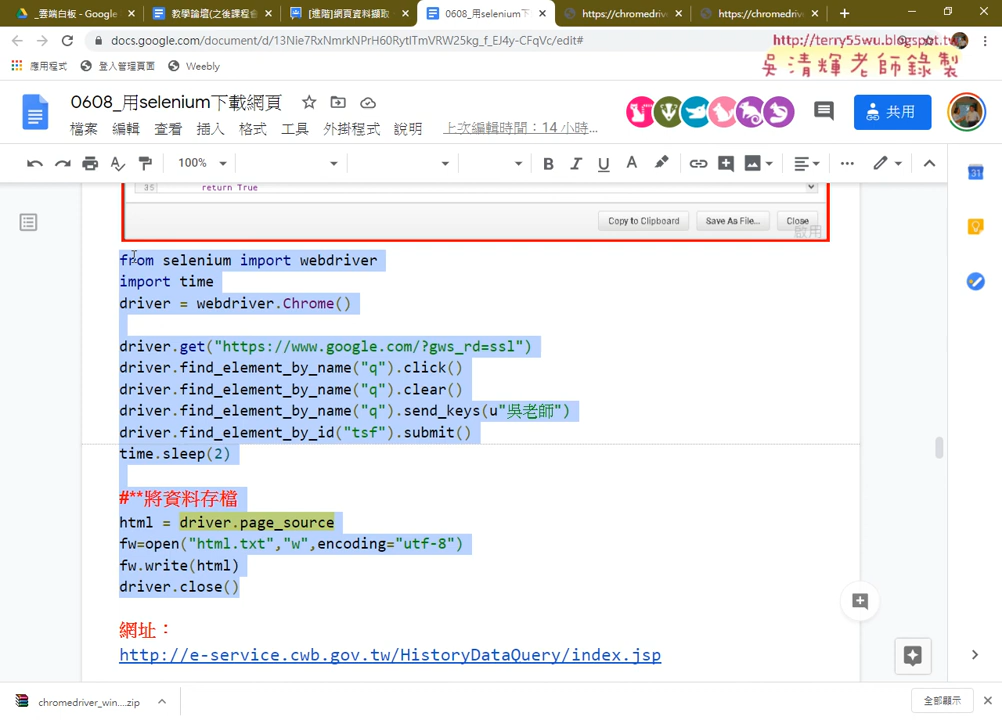 _雲端白板 - Google
教學論壇(之後課程會
[進階]網頁資料擷取
0608_用selenium下
https://chromedriv
https://chromedriv
docs.google.com/document/d/13Nie7RxNmrkNPrH60RytlTmVRW25kg_f_EJ4y-CFqVc/edit#
http://terry55wu.blogspot.tw
吳清輝老師錄製
應用程式
登入管理頁面
Weebly
0608_用selenium下載網頁
檔案 編輯 查看 插入 格式 工具 外掛程式 說明 上次編輯時間：14 小時...
共用
100%
B I U A
31
35 return True
Copy to Clipboard Save As File... Close
啟用
from selenium import webdriver
import time
driver = webdriver.Chrome()
driver.get("https://www.google.com/?gws_rd=ssl")
driver.find_element_by_name("q").click()
driver.find_element_by_name("q").clear()
driver.find_element_by_name("q").send_keys(u"吳老師")
driver.find_element_by_id("tsf").submit()
time.sleep(2)
#**將資料存檔
html = driver.page_source
fw=open("html.txt","w",encoding="utf-8")
fw.write(html)
driver.close()
網址：
http://e-service.cwb.gov.tw/HistoryDataQuery/index.jsp
chromedriver_win....zip
全部顯示